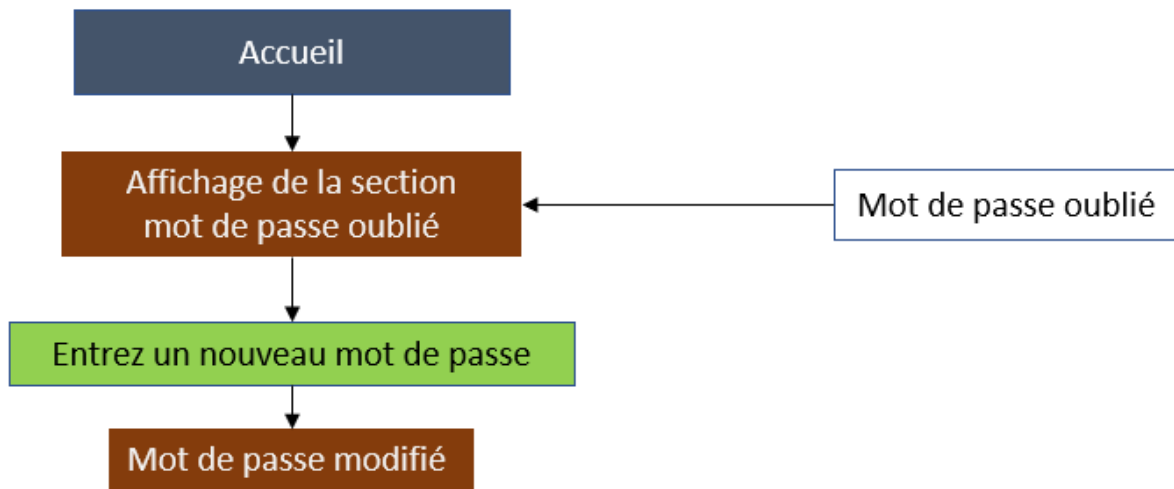 Accueil
Affichage de la section
mot de passe oublié
Mot de passe oublié
Entrez un nouveau mot de passe
Mot de passe modifié